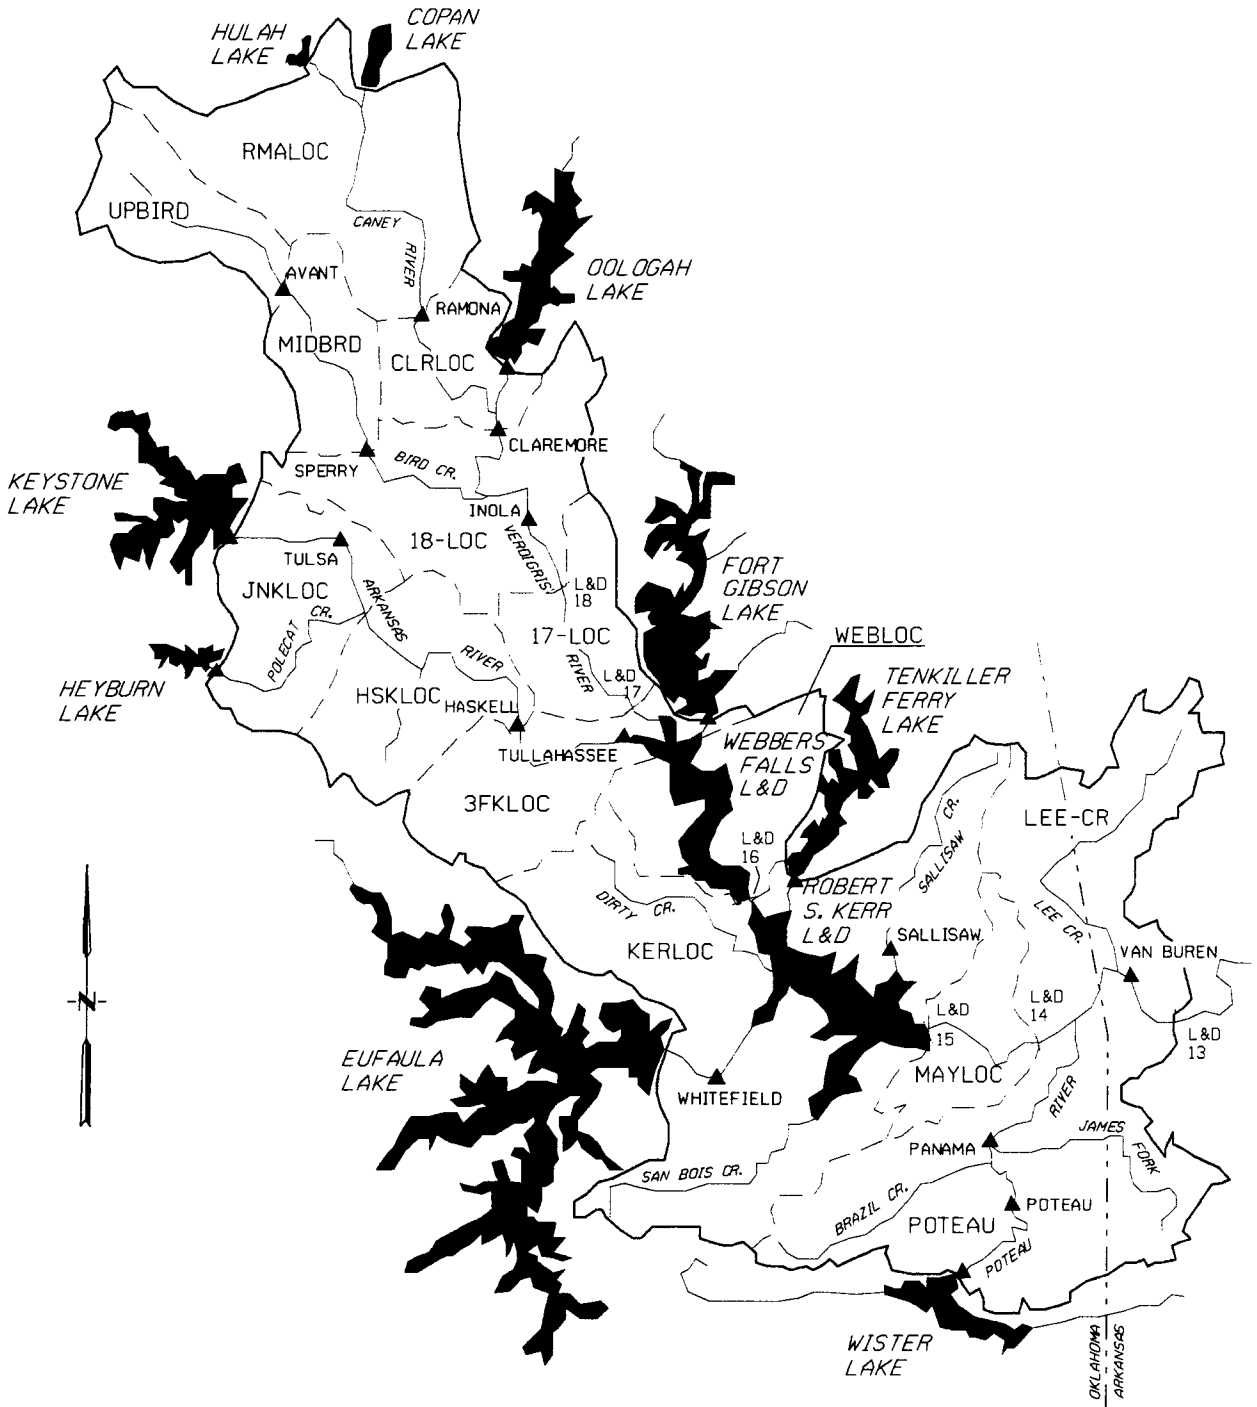 HULAH
LAKE
COPAN
LAKE
RMALOC
UPBIRD
CANEY
RIVER
AVANT
OOLOGAH
LAKE
RAMONA
MIDBRD
CLRLOC
CLAREMORE
SPERRY
BIRD CR.
KEYSTONE
LAKE
INOLA
18-LOC
VERDIGRIS
TULSA
JNKLOC
ARKANSAS
L&D
18
FORT
GIBSON
LAKE
POLECAT
CR.
17-LOC
WEBLOC
RIVER
RIVER
L&D
17
HEYBURN
LAKE
HSKLOC
HASKELL
TENKILLER
FERRY
LAKE
TULLAHASSEE
WEBBERS
FALLS
L&D
3FKLOC
SALLISAW
CR.
LEE-CR
L&D
16
DIRTY CR.
ROBERT
S. KERR
L&D
LEE CR.
KERLOC
SALLISAW
VAN BUREN
N
L&D
14
L&D
15
L&D
13
EUFAULA
LAKE
MAYLOC
WHITEFIELD
RIVER
PANAMA
JAMES
FORK
SAN BOIS CR.
BRAZIL CR.
POTEAU
POTEAU
POTEAU
WISTER
LAKE
OKLAHOMA
ARKANSAS